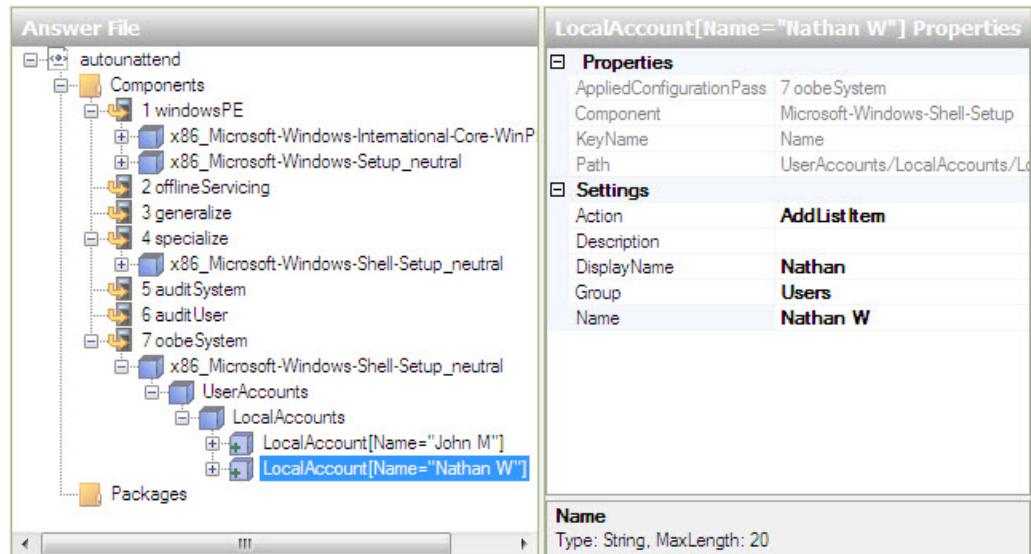 Answer File
autounattend
Components
1 windowsPE
x86_Microsoft-Windows-International-Core-WinP
x86_Microsoft-Windows-Setup_neutral
2 offlineServicing
3 generalize
4 specialize
x86_Microsoft-Windows-Shell-Setup_neutral
5 auditSystem
6 auditUser
7 oobeSystem
x86_Microsoft-Windows-Shell-Setup_neutral
UserAccounts
LocalAccounts
LocalAccount[Name="John M"]
LocalAccount[Name="Nathan W"]
Packages
LocalAccount[Name="Nathan W"] Properties
Properties
AppliedConfigurationPass 7 oobeSystem
Component Microsoft-Windows-Shell-Setup
KeyName Name
Path UserAccounts/LocalAccounts/Lo
Settings
Action AddListItem
Description
DisplayName Nathan
Group Users
Name Nathan W
Name
Type: String, MaxLength: 20